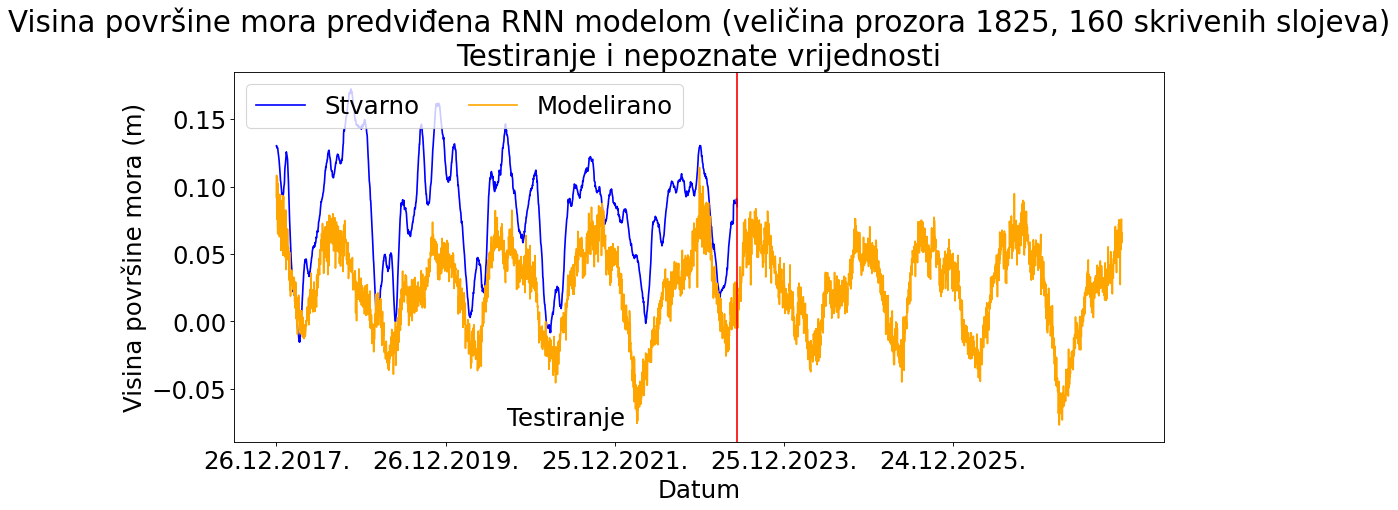 Visina površine mora predviđena RNN modelom (veličina prozora 1825, 160 skrivenih slojeva)
Testiranje i nepoznate vrijednosti
Stvarno Modelirano
Visina površine mora (m)
0.15
0.10
0.05
0.00
−0.05
Testiranje
26.12.2017. 26.12.2019. 25.12.2021. 25.12.2023. 24.12.2025.
Datum